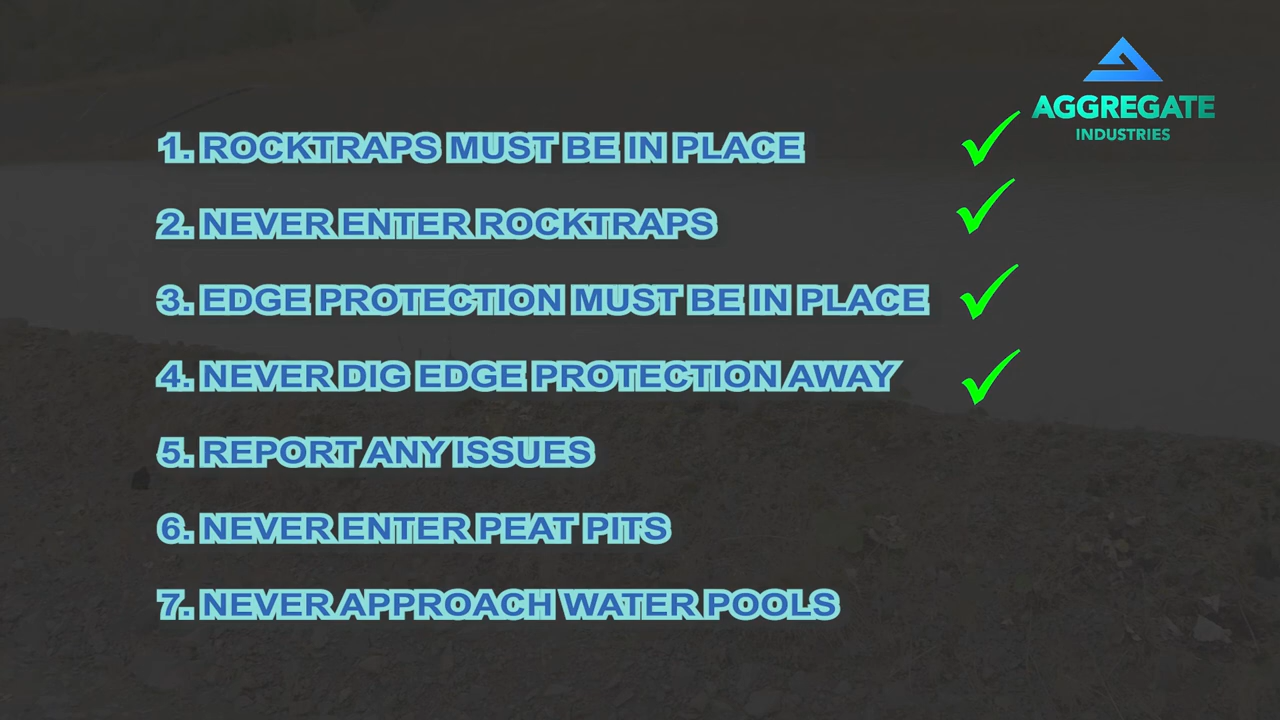 AGGREGATE
INDUSTRIES
1. ROCKTRAPS MUST BE IN PLACE
2. NEVER ENTER ROCKTRAPS
3. EDGE PROTECTION MUST BE IN PLACE
4. NEVER DIG EDGE PROTECTION AWAY
5. REPORT ANY ISSUES
6. NEVER ENTER PEAT PITS
7. NEVER APPROACH WATER POOLS